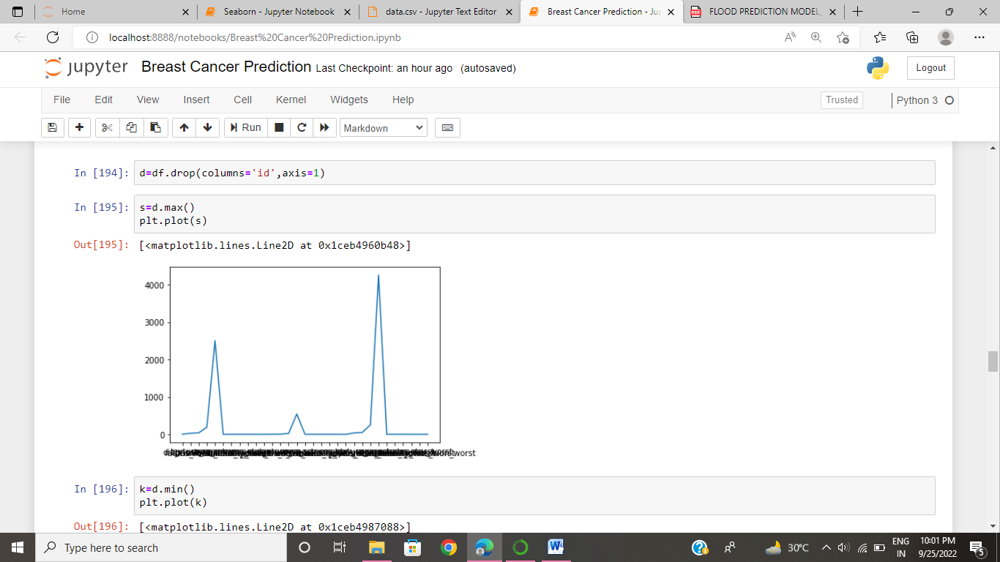 Home
Seaborn - Jupyter Notebook
data.csv - Jupyter Text Editor
Breast Cancer Prediction - Ju
PDF
FLOOD PREDICTION MODEL_
localhost:8888/notebooks/Breast%20Cancer%20Prediction.ipynb
jupyter Breast Cancer Prediction Last Checkpoint: an hour ago (autosaved)
Logout
File Edit View Insert Cell Kernel Widgets Help
Trusted
Python 3
Run
Markdown
In [194]: d=df.drop(columns='id',axis=1)
In [195]: s=d.max()
plt.plot(s)
Out[195]: [<matplotlib.lines.Line2D at 0x1ceb4960b48>]
4000
3000
2000
1000
0
In [196]: k=d.min()
plt.plot(k)
Out[196]: [<matplotlib.lines.Line2D at 0x1ceb4987088>]
Type here to search
W
30°C
ENG
IN
10:01 PM
9/25/2022
5